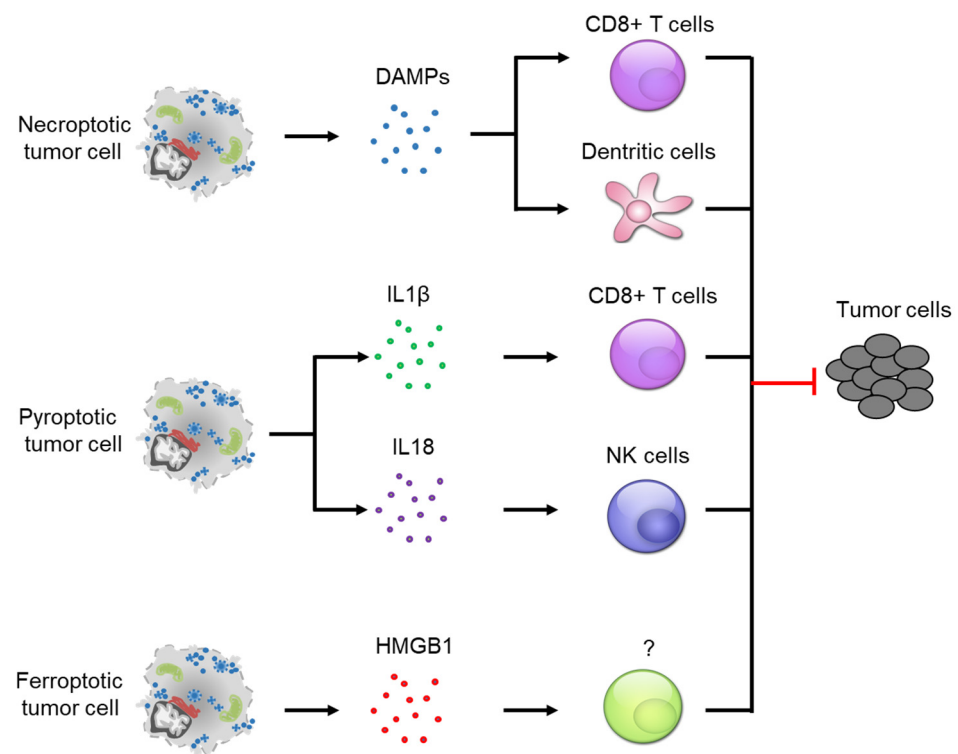 CD8+ T cells
DAMPs
Necroptotic
tumor cell
Dentritic cells
IL1β
CD8+ T cells
Tumor cells
Pyroptotic
tumor cell
IL18
NK cells
HMGB1
?
Ferroptotic
tumor cell